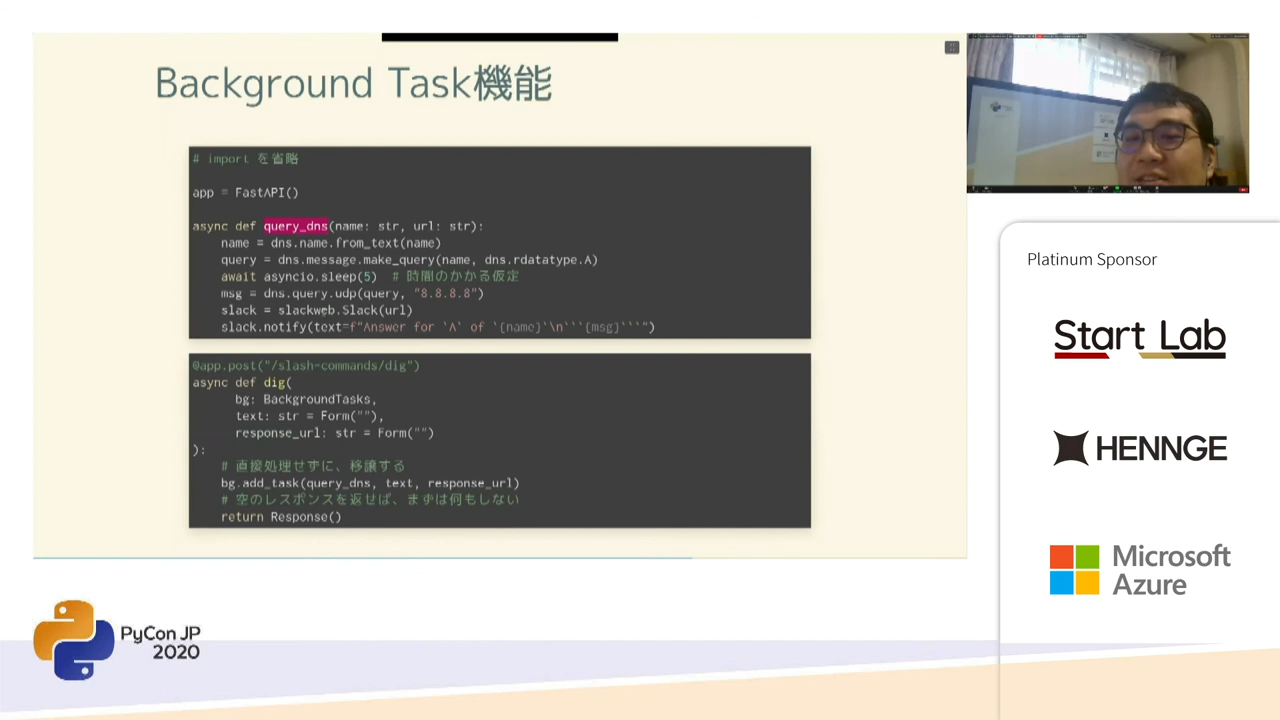 Background Task機能
# import を省略
app = FastAPI()
async def query_dns(name: str, url: str):
name = dns.name.from_text(name)
query = dns.message.make_query(name, dns.rdatatype.A)
await asyncio.sleep(5)  # 時間のかかる仮定
msg = dns.query.udp(query, "8.8.8.8")
slack = slackweb.Slack(url)
slack.notify(text=f"Answer for `A` of `{name}`\n```{msg}```")
@app.post("/slash-commands/dig")
async def dig(
bg: BackgroundTasks,
text: str = Form(""),
response_url: str = Form("")
):
# 直接処理せずに、移譲する
bg.add_task(query_dns, text, response_url)
# 空のレスポンスを返せば、まずは何もしない
return Response()
Platinum Sponsor
Start Lab
HENNGE
Microsoft
Azure
PyCon JP
2020